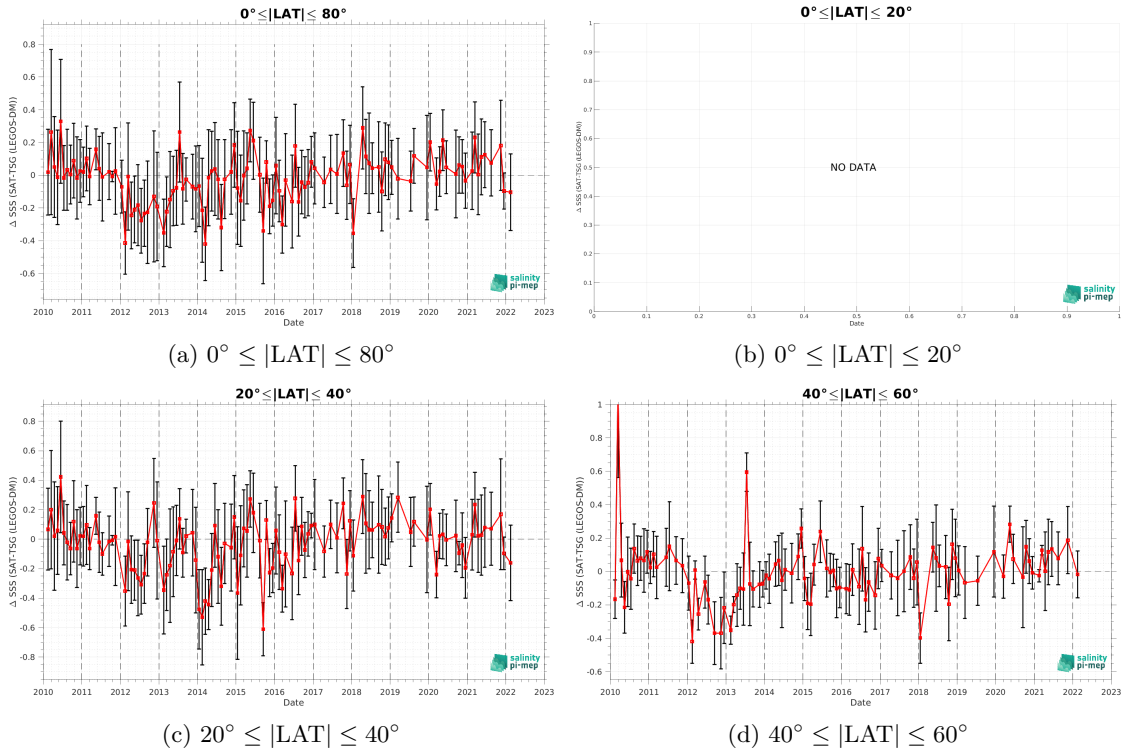 0°≤|LAT|≤ 80°
Δ SSS (SAT-TSG (LEGOS-DM))
0.8
0.6
0.4
0.2
0
-0.2
-0.4
-0.6
2010 2011 2012 2013 2014 2015 2016 2017 2018 2019 2020 2021 2022 2023
Date
salinity
pi-mep
(a) 0° ≤ |LAT| ≤ 80°
0°≤|LAT|≤ 20°
Δ SSS (SAT-TSG (LEGOS-DM))
1
0.9
0.8
0.7
0.6
0.5
0.4
0.3
0.2
0.1
0
NO DATA
0 0.1 0.2 0.3 0.4 0.5 0.6 0.7 0.8 0.9 1
Date
salinity
pi-mep
(b) 0° ≤ |LAT| ≤ 20°
20°≤|LAT|≤ 40°
Δ SSS (SAT-TSG (LEGOS-DM))
0.8
0.6
0.4
0.2
0
-0.2
-0.4
-0.6
-0.8
2010 2011 2012 2013 2014 2015 2016 2017 2018 2019 2020 2021 2022 2023
Date
salinity
pi-mep
(c) 20° ≤ |LAT| ≤ 40°
40°≤|LAT|≤ 60°
Δ SSS (SAT-TSG (LEGOS-DM))
1
0.8
0.6
0.4
0.2
0
-0.2
-0.4
-0.6
2010 2011 2012 2013 2014 2015 2016 2017 2018 2019 2020 2021 2022 2023
Date
salinity
pi-mep
(d) 40° ≤ |LAT| ≤ 60°